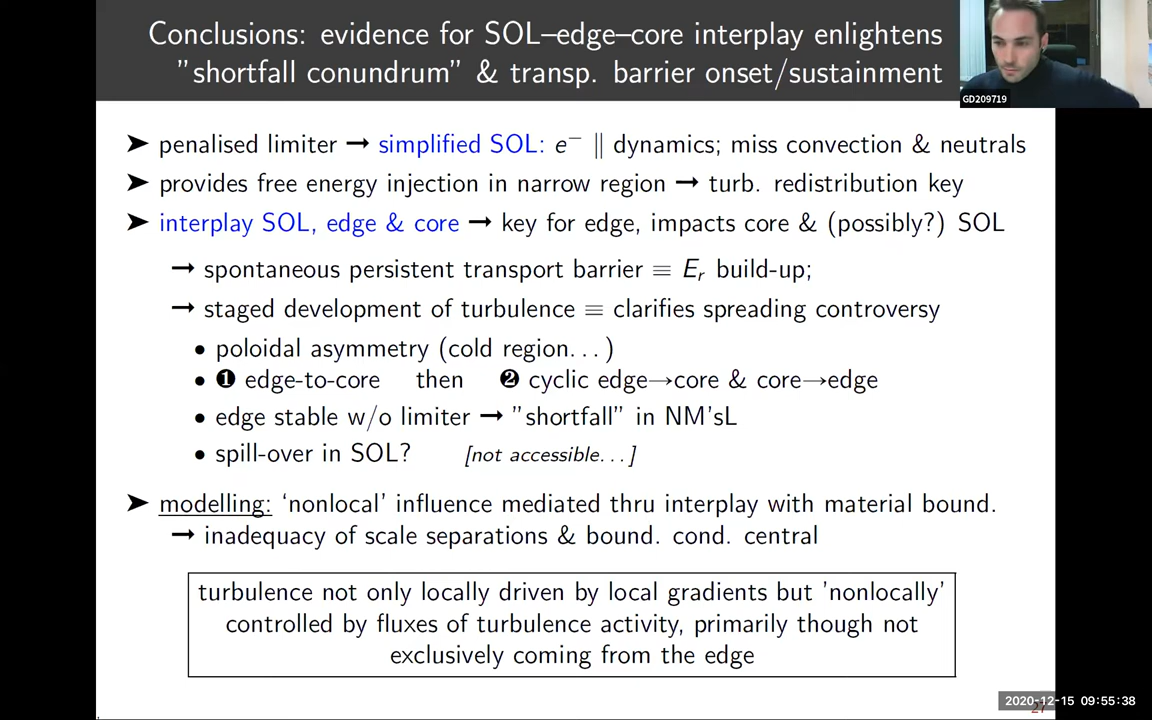 Conclusions: evidence for SOL–edge–core interplay enlightens
"shortfall conundrum" & transp. barrier onset/sustainment
GD209719
➤ penalised limiter → simplified SOL: e⁻ ∥ dynamics; miss convection & neutrals
➤ provides free energy injection in narrow region → turb. redistribution key
➤ interplay SOL, edge & core → key for edge, impacts core & (possibly?) SOL
→ spontaneous persistent transport barrier ≡ Eᵣ build-up;
→ staged development of turbulence ≡ clarifies spreading controversy
• poloidal asymmetry (cold region...)
• ❶ edge-to-core then ❷ cyclic edge→core & core→edge
• edge stable w/o limiter → "shortfall" in NM'sL
• spill-over in SOL? [not accessible...]
➤ modelling: ‘nonlocal’ influence mediated thru interplay with material bound.
→ inadequacy of scale separations & bound. cond. central
turbulence not only locally driven by local gradients but 'nonlocally'
controlled by fluxes of turbulence activity, primarily though not
exclusively coming from the edge
2020-12-15 09:55:38
27